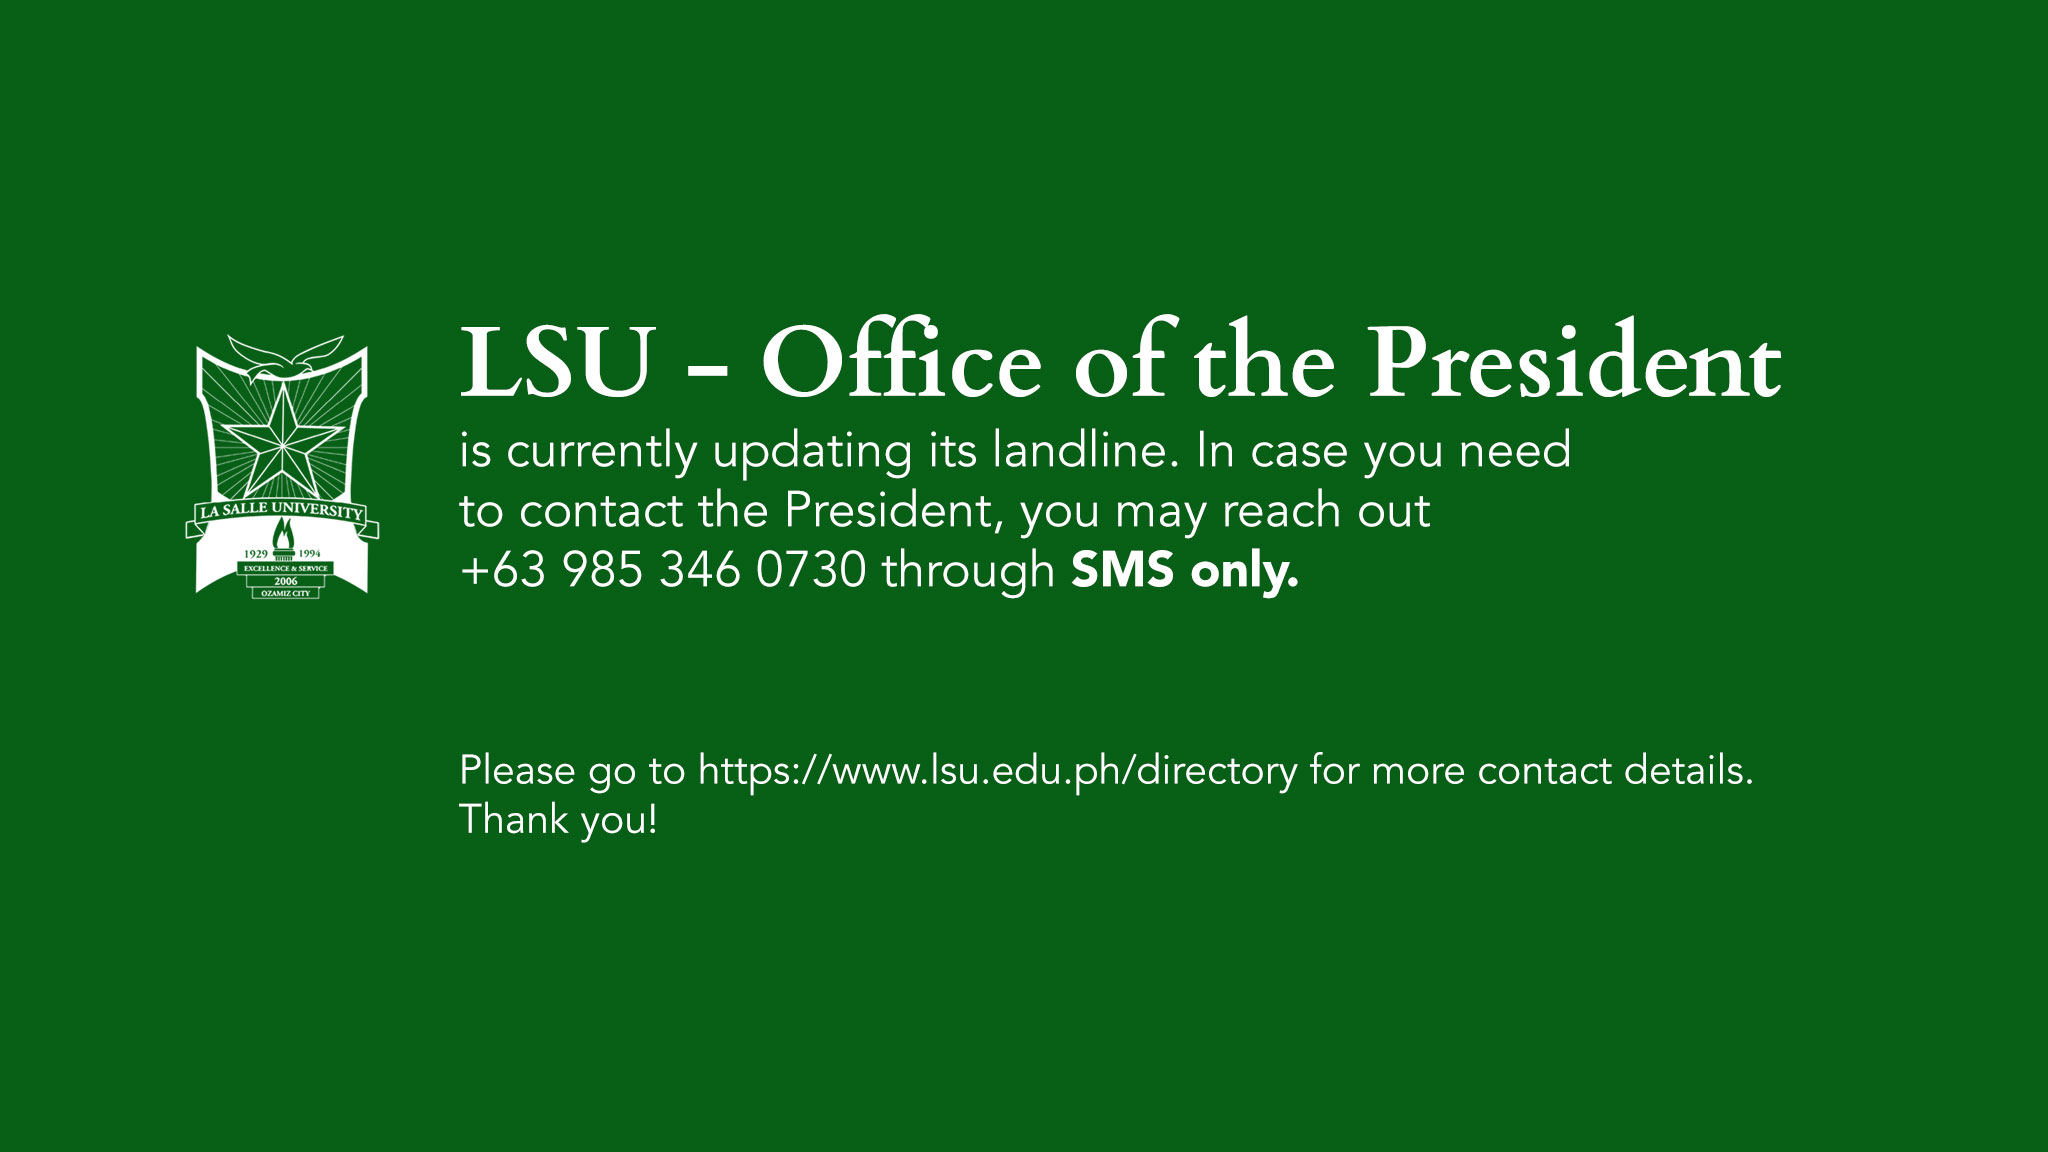 LSU - Office of the President
is currently updating its landline. In case you need
to contact the President, you may reach out
+63 985 346 0730 through SMS only.
Please go to https://www.lsu.edu.ph/directory for more contact details.
Thank you!
LA SALLE UNIVERSITY
1929 1994
EXCELLENCE & SERVICE
2006
OZAMIZ CITY